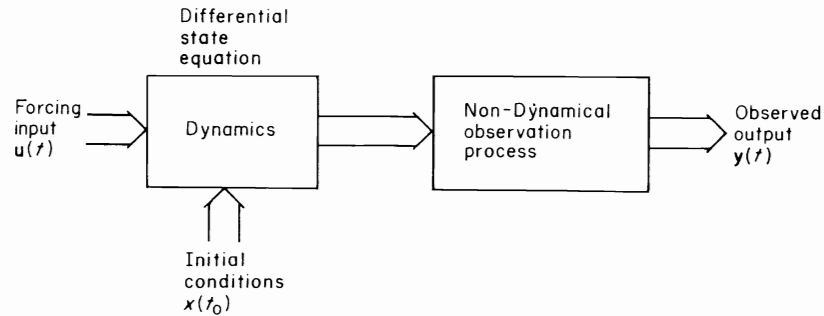 Differential
state
equation
Forcing
input
u(t)
Dynamics
Non-Dynamical
observation
process
Observed
output
y(t)
Initial
conditions
x(t₀)